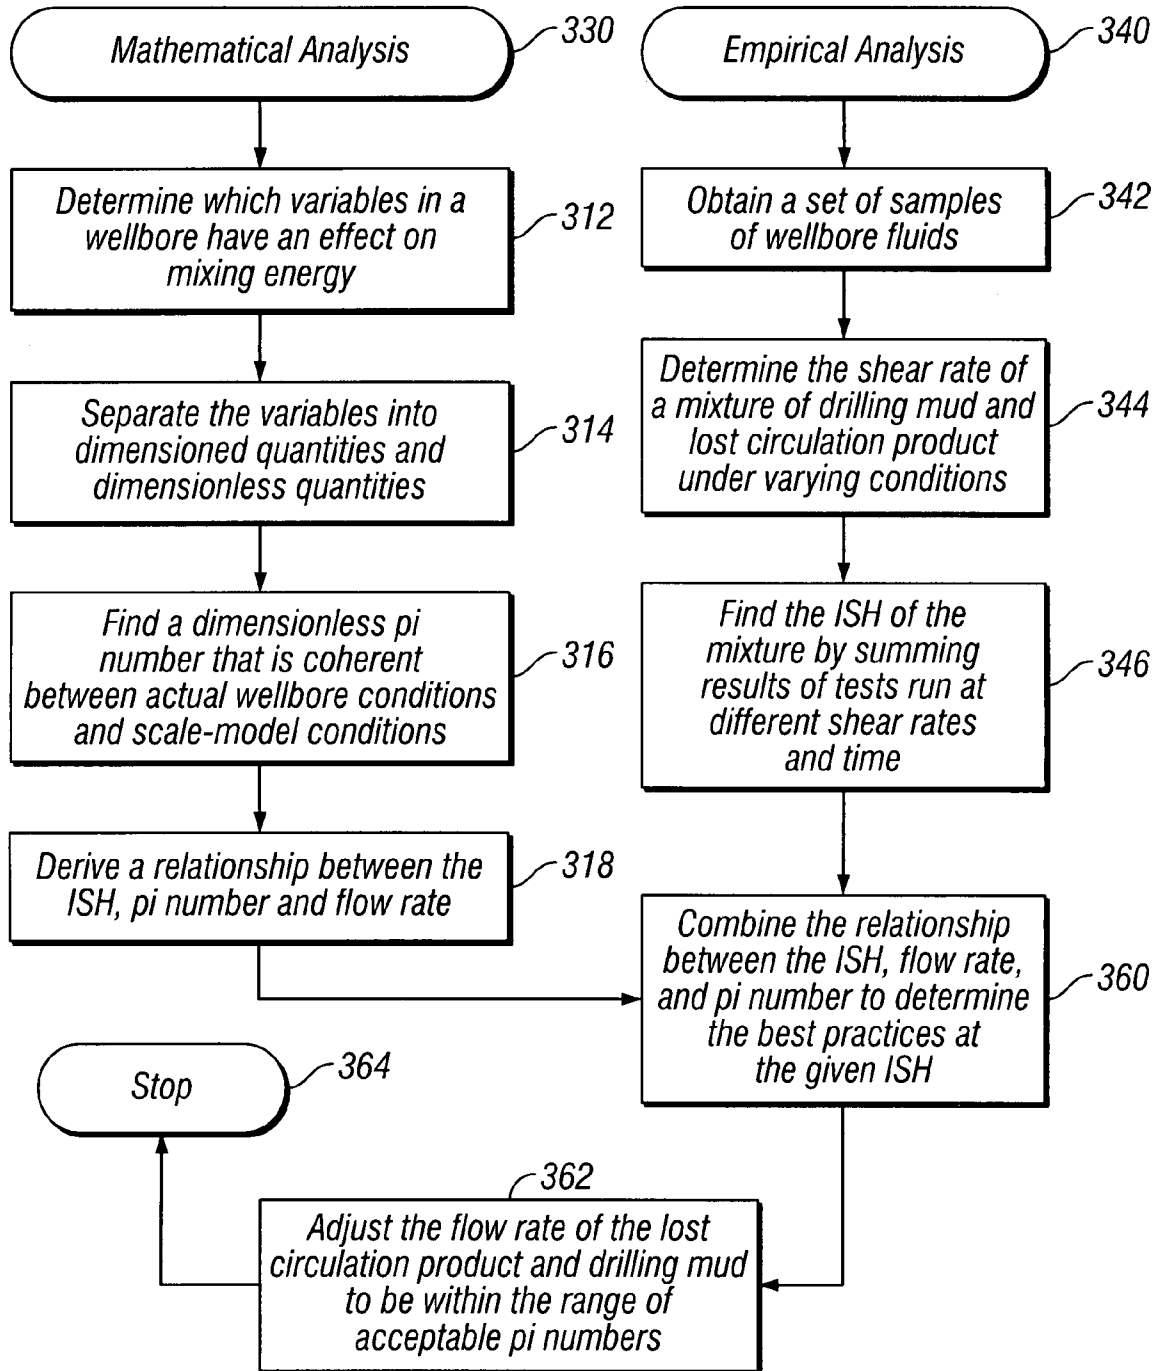 Mathematical Analysis
330
Determine which variables in a
wellbore have an effect on
mixing energy
312
Separate the variables into
dimensioned quantities and
dimensionless quantities
314
Find a dimensionless pi
number that is coherent
between actual wellbore conditions
and scale-model conditions
316
Derive a relationship between the
ISH, pi number and flow rate
318
Empirical Analysis
340
Obtain a set of samples
of wellbore fluids
342
Determine the shear rate of
a mixture of drilling mud and
lost circulation product
under varying conditions
344
Find the ISH of the
mixture by summing
results of tests run at
different shear rates
and time
346
Combine the relationship
between the ISH, flow rate,
and pi number to determine
the best practices at
the given ISH
360
362
Adjust the flow rate of the lost
circulation product and drilling mud
to be within the range of
acceptable pi numbers
Stop
364